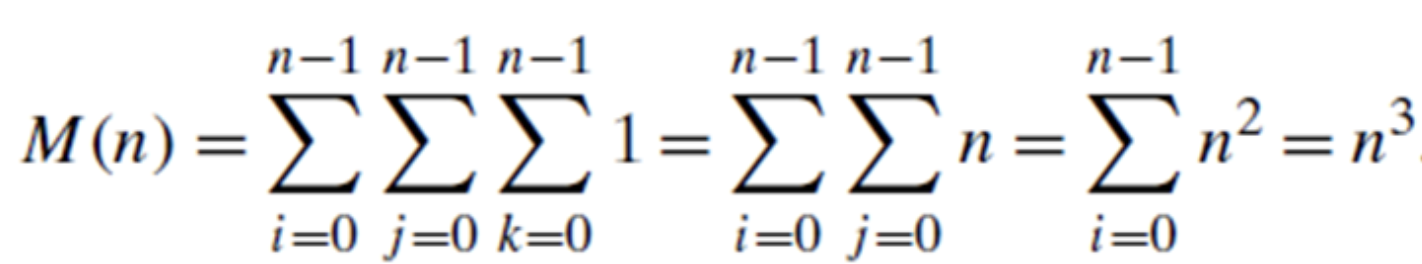 M(n) = \sum_{i=0}^{n-1} \sum_{j=0}^{n-1} \sum_{k=0}^{n-1} 1 = \sum_{i=0}^{n-1} \sum_{j=0}^{n-1} n = \sum_{i=0}^{n-1} n^2 = n^3.